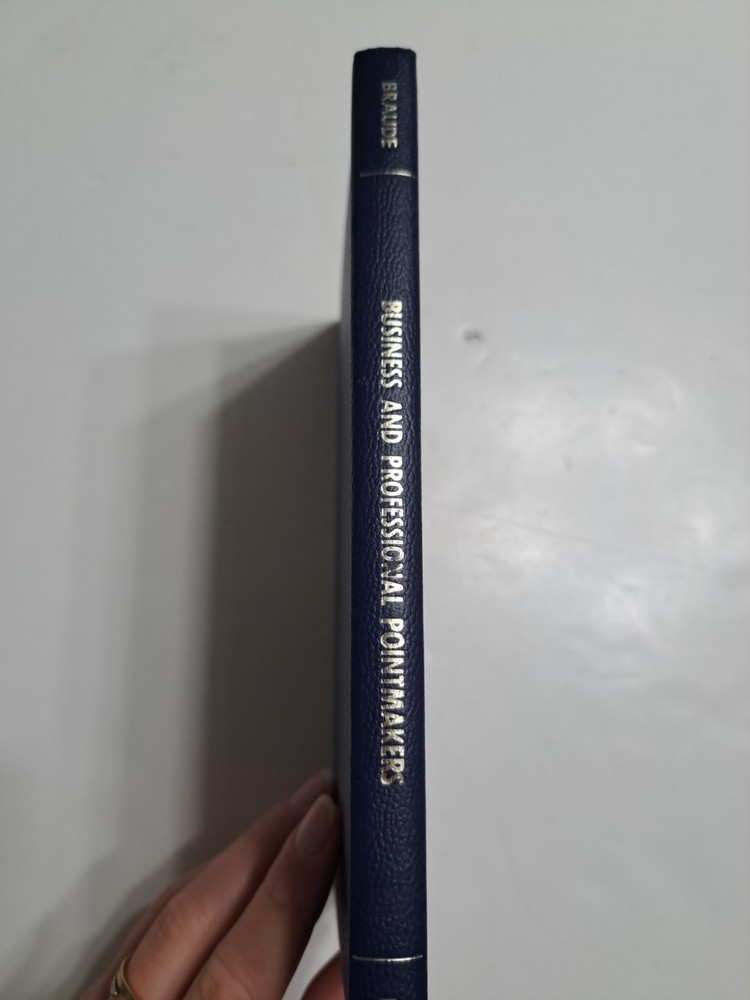 BRAUDE
BUSINESS AND PROFESSIONAL POINTMAKERS